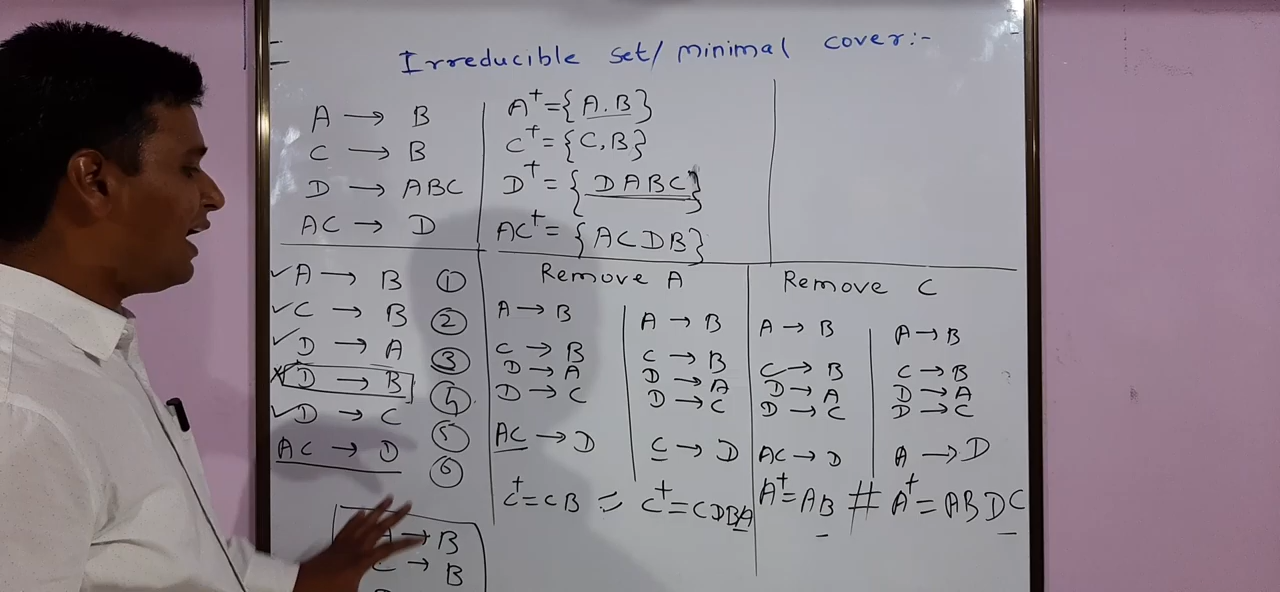 Irreducible set/ minimal cover:-
A → B
C → B
D → ABC
AC → D
A+ = {A.B}
C+ = {C,B}
D+ = {DABC}
AC+ = {ACDB}
A → B ①
C → B ②
D → A ③
D → B ④
D → C ⑤
AC → D ⑥
A → B
C → B
Remove A
A → B
C → B
D → A
D → C
AC → D
C+ = CB
A → B
C → B
D → A
D → C
C → D
C+ = CDBA
Remove C
A → B
C → B
D → A
D → C
AC → D
A+ = AB #
A → B
C → B
D → A
D → C
A → D
A+ = ABDC